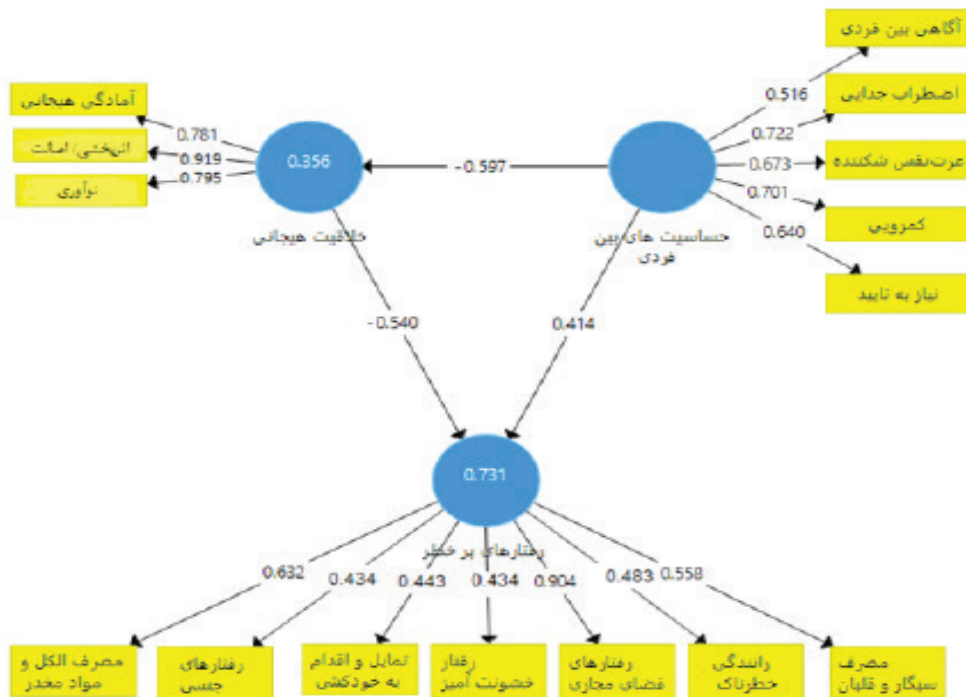 آگاهی بین فردی
0.516
اضطراب جدایی
0.722
عزت‌نفس شکننده
0.673
کمرویی
0.701
نیاز به تایید
0.640
حساسیت های بین
فردی
-0.597
آمادگی هیجانی
0.781
0.919
نوآوری
0.795
0.356
خلاقیت هیجانی
-0.540
0.414
0.731
رفتارهای پر خطر
0.558
0.483
0.904
0.434
0.443
0.434
0.632
مصرف
سیگار و قلیان
رانندگی
خطرناک
رفتارهای
فضای مجازی
رفتار
خشونت آمیز
تمایل و اقدام
به خودکشی
رفتارهای
جنسی
مصرف الکل و
مواد مخدر